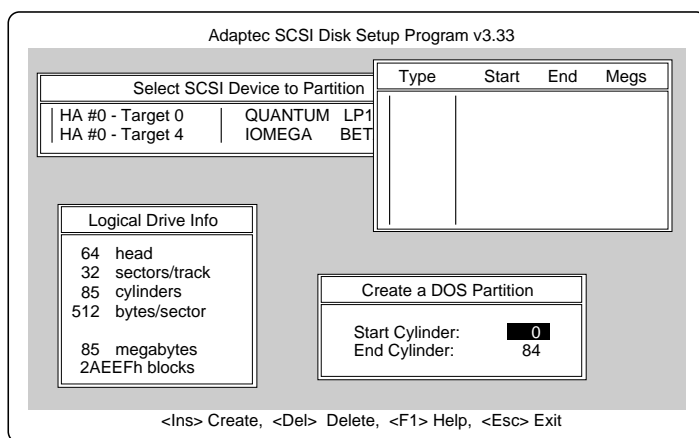 Adaptec SCSI Disk Setup Program v3.33
Select SCSI Device to Partition
HA #0 - Target 0 QUANTUM LP1
HA #0 - Target 4 IOMEGA BET
Type Start End Megs
Logical Drive Info
64 head
32 sectors/track
85 cylinders
512 bytes/sector
85 megabytes
2AEEFh blocks
Create a DOS Partition
Start Cylinder: 0
End Cylinder: 84
<Ins> Create, <Del> Delete, <F1> Help, <Esc> Exit